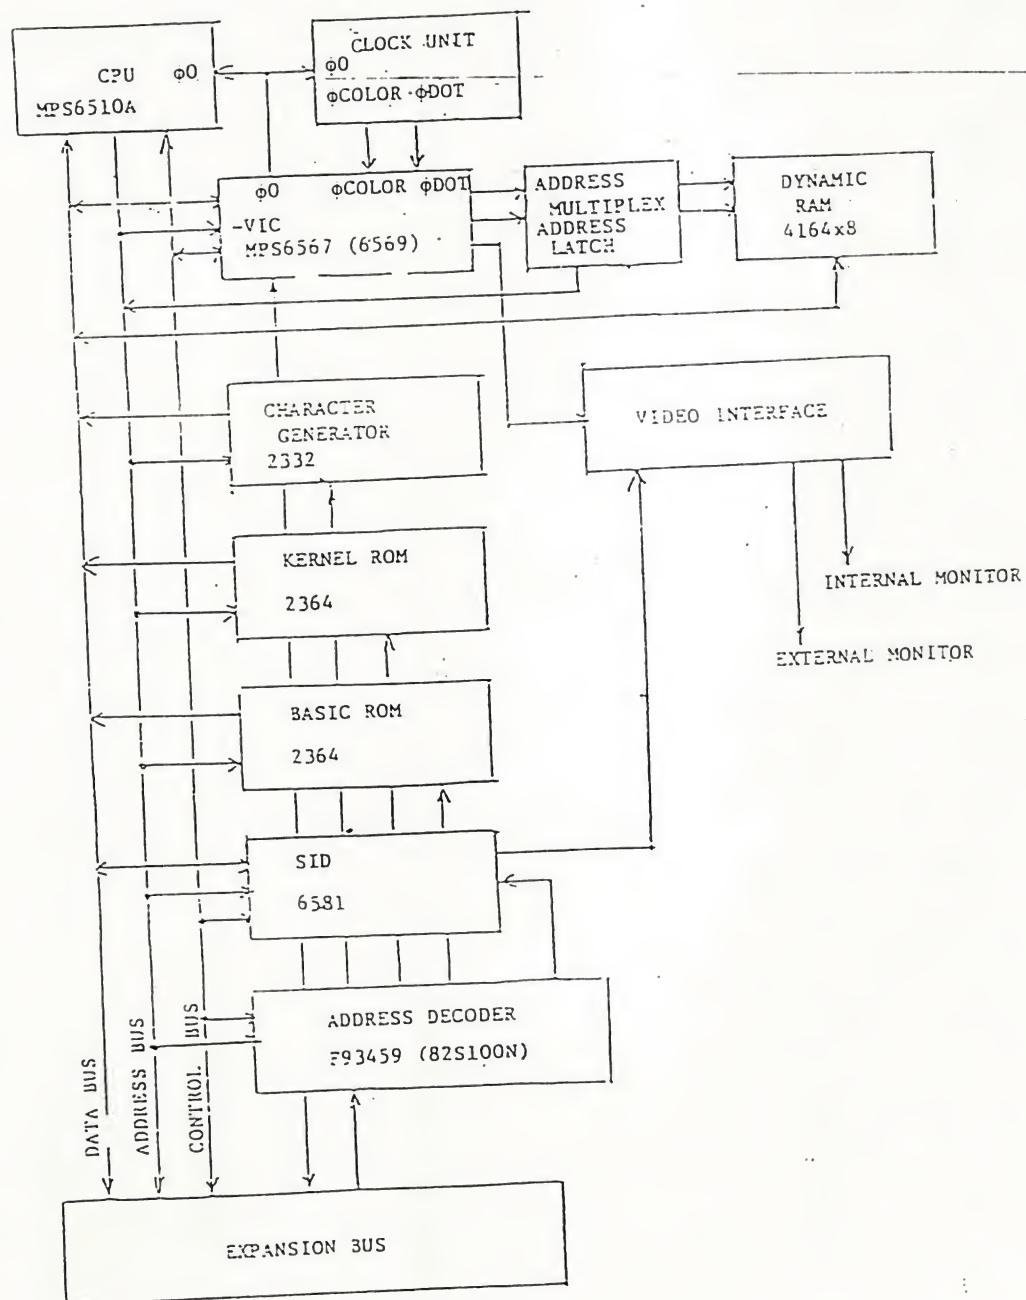 CLOCK UNIT
φ0
φCOLOR φDOT
CPU φ0
MPS6510A
φ0 φCOLOR φDOT
-VIC
MPS6567 (6569)
ADDRESS
MULTIPLEX
ADDRESS
LATCH
DYNAMIC
RAM
4164x8
CHARACTER
GENERATOR
2332
VIDEO INTERFACE
KERNEL ROM
2364
INTERNAL MONITOR
EXTERNAL MONITOR
BASIC ROM
2364
SID
6581
ADDRESS DECODER
F93459 (82S100N)
DATA BUS
ADDRESS BUS
CONTROL BUS
EXPANSION BUS